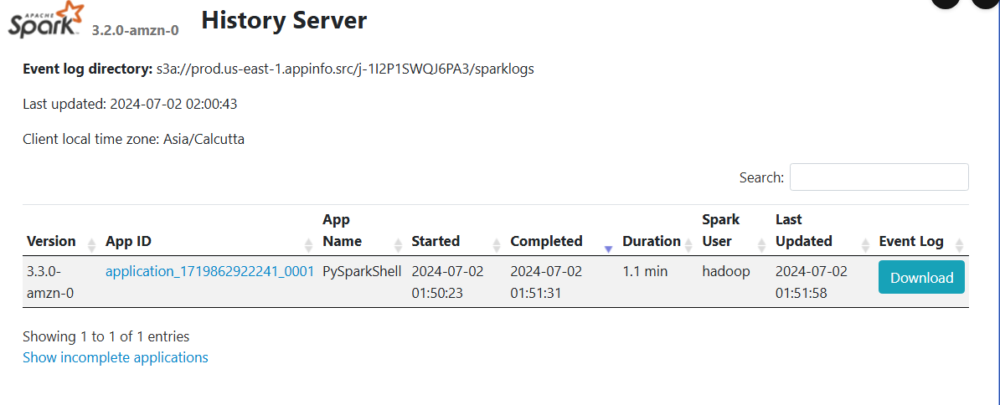 APACHE
Spark™ 3.2.0-amzn-0 History Server
Event log directory: s3a://prod.us-east-1.appinfo.src/j-1I2P1SWQJ6PA3/sparklogs
Last updated: 2024-07-02 02:00:43
Client local time zone: Asia/Calcutta
Search:
Version App ID App Name Started Completed Duration Spark User Last Updated Event Log
3.3.0-amzn-0 application_1719862922241_0001 PySparkShell 2024-07-02 01:50:23 2024-07-02 01:51:31 1.1 min hadoop 2024-07-02 01:51:58 Download
Showing 1 to 1 of 1 entries
Show incomplete applications